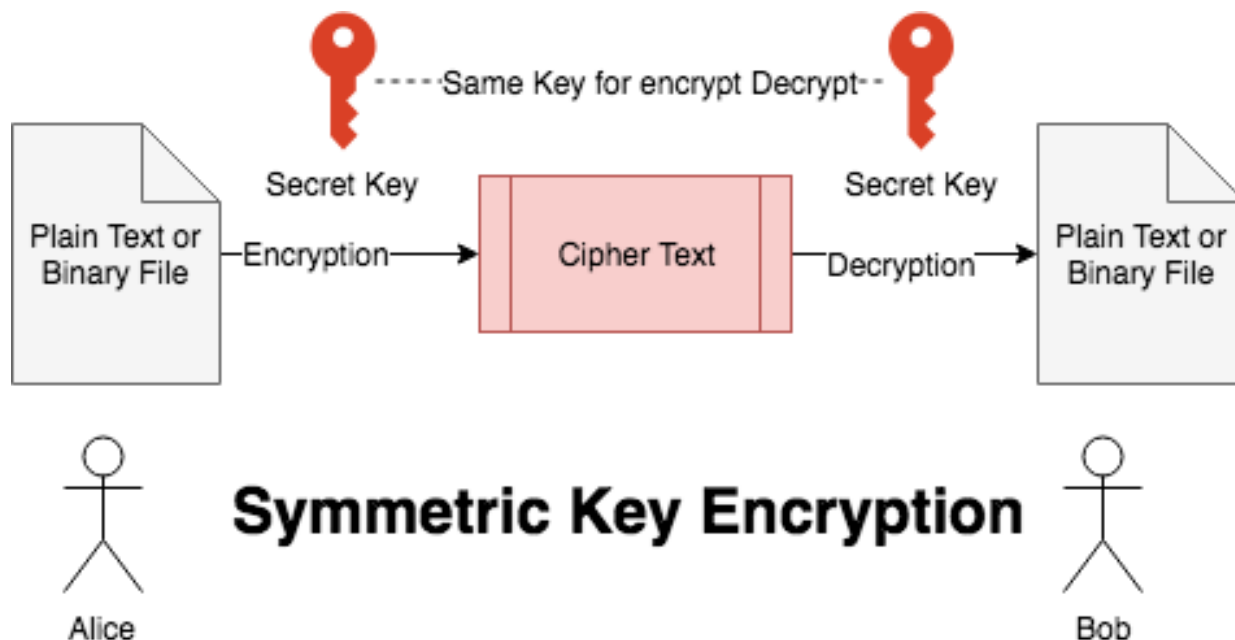 Same Key for encrypt Decrypt
Secret Key
Secret Key
Plain Text or
Binary File
Encryption
Cipher Text
Decryption
Plain Text or
Binary File
Symmetric Key Encryption
Alice
Bob